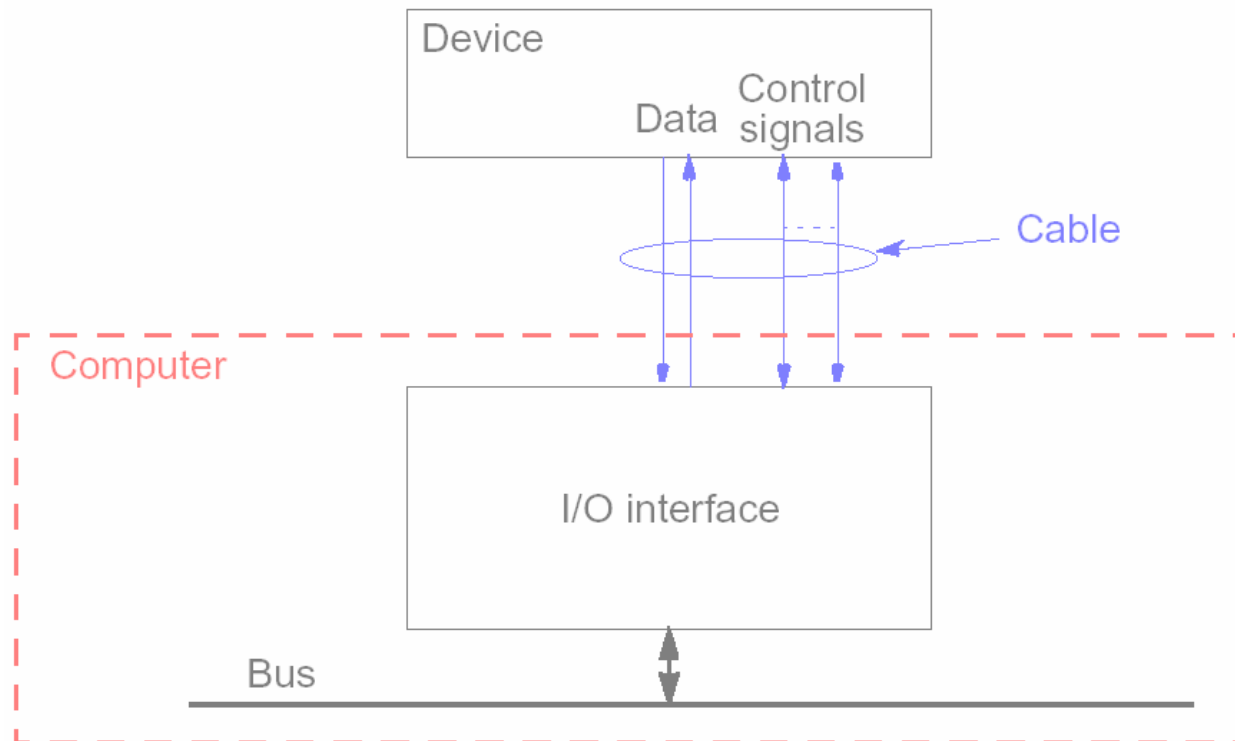 Device
Data
Control
signals
Cable
Computer
I/O interface
Bus